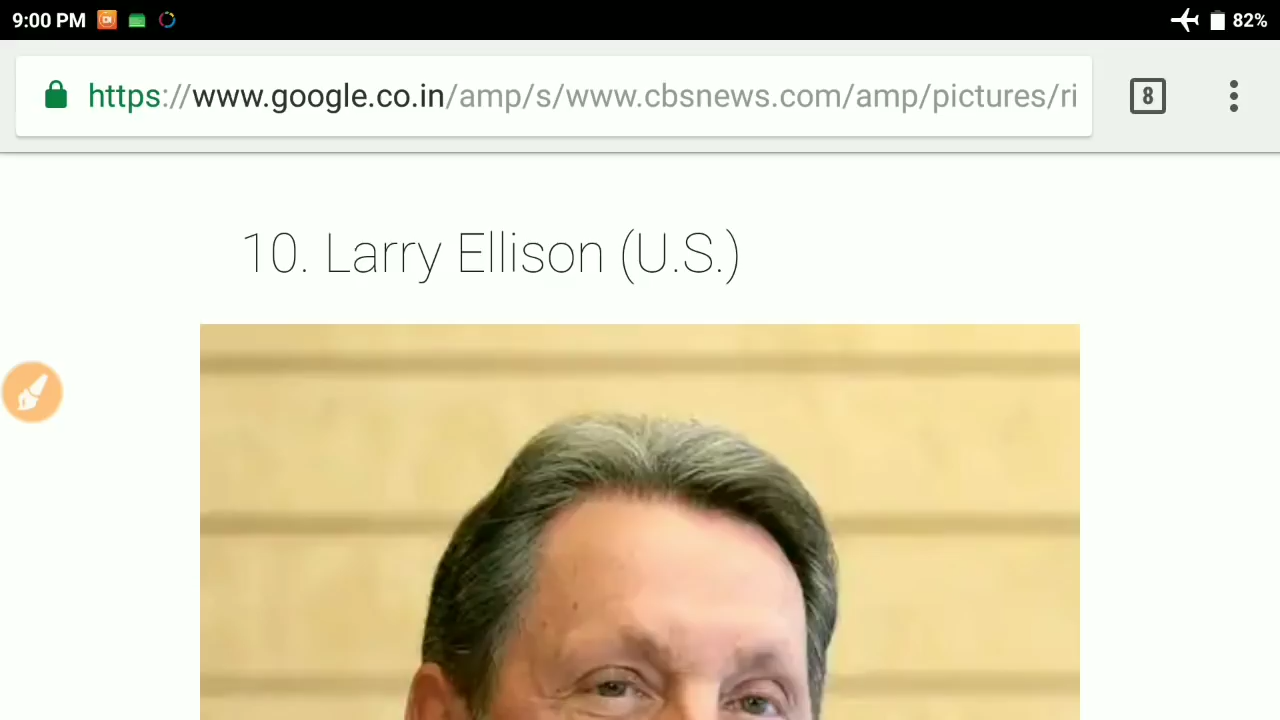 9:00 PM 82%
https://www.google.co.in/amp/s/www.cbsnews.com/amp/pictures/ri 8
10. Larry Ellison (U.S.)